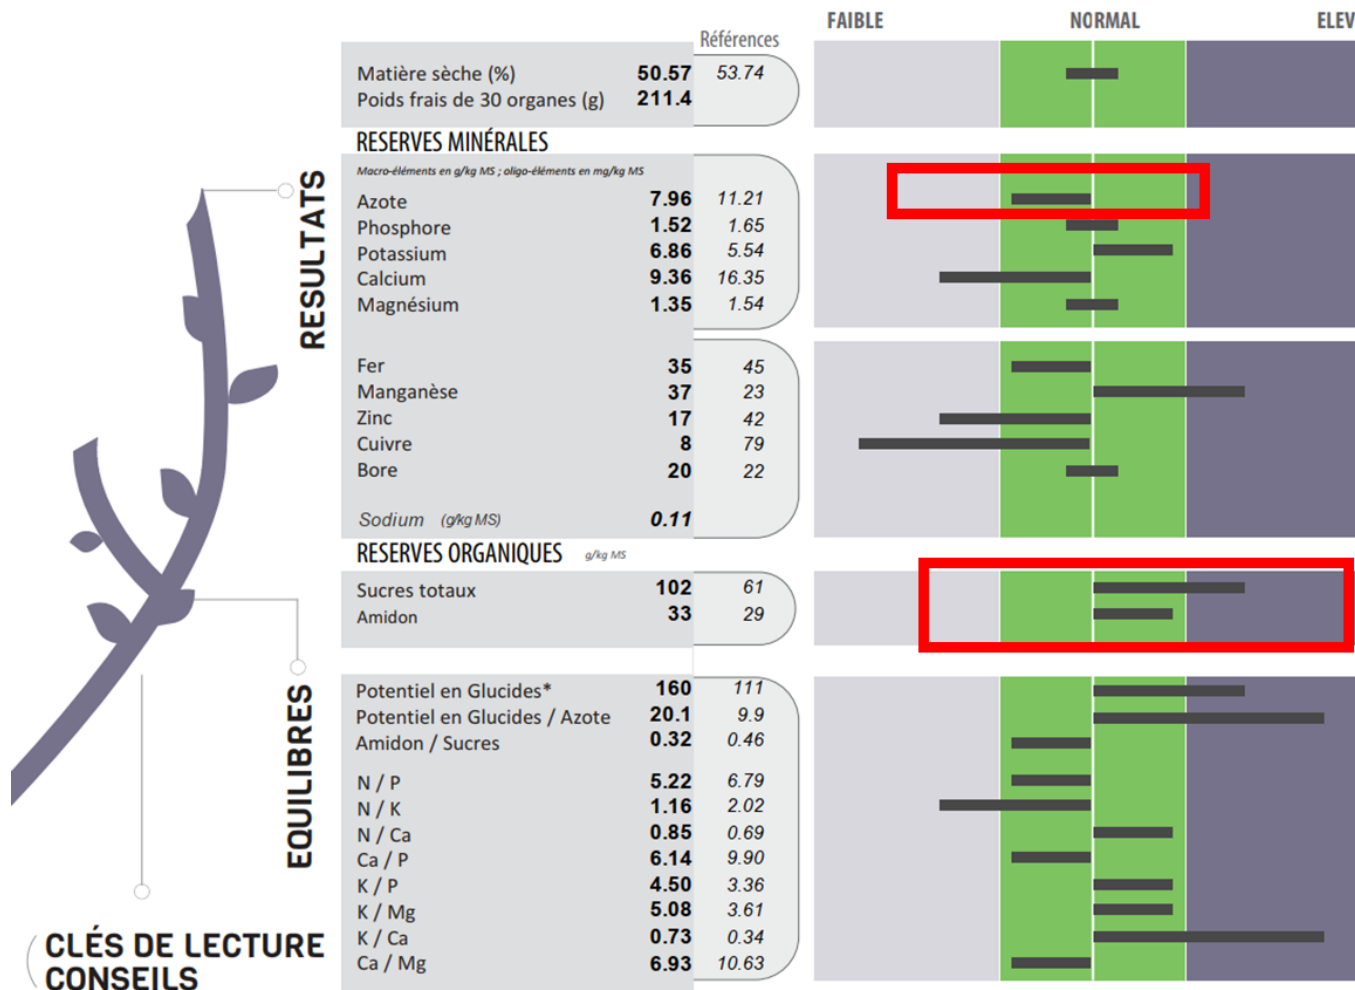 FAIBLE NORMAL ELEV
Références
Matière sèche (%) 50.57 53.74
Poids frais de 30 organes (g) 211.4
RESERVES MINÉRALES
Macro-éléments en g/kg MS ; oligo-éléments en mg/kg MS
Azote 7.96 11.21
Phosphore 1.52 1.65
Potassium 6.86 5.54
Calcium 9.36 16.35
Magnésium 1.35 1.54
RESULTATS
Fer 35 45
Manganèse 37 23
Zinc 17 42
Cuivre 8 79
Bore 20 22
Sodium (g/kg MS) 0.11
RESERVES ORGANIQUES g/kg MS
Sucres totaux 102 61
Amidon 33 29
EQUILIBRES
Potentiel en Glucides* 160 111
Potentiel en Glucides / Azote 20.1 9.9
Amidon / Sucres 0.32 0.46
N / P 5.22 6.79
N / K 1.16 2.02
N / Ca 0.85 0.69
Ca / P 6.14 9.90
K / P 4.50 3.36
K / Mg 5.08 3.61
K / Ca 0.73 0.34
Ca / Mg 6.93 10.63
CLÉS DE LECTURE
CONSEILS